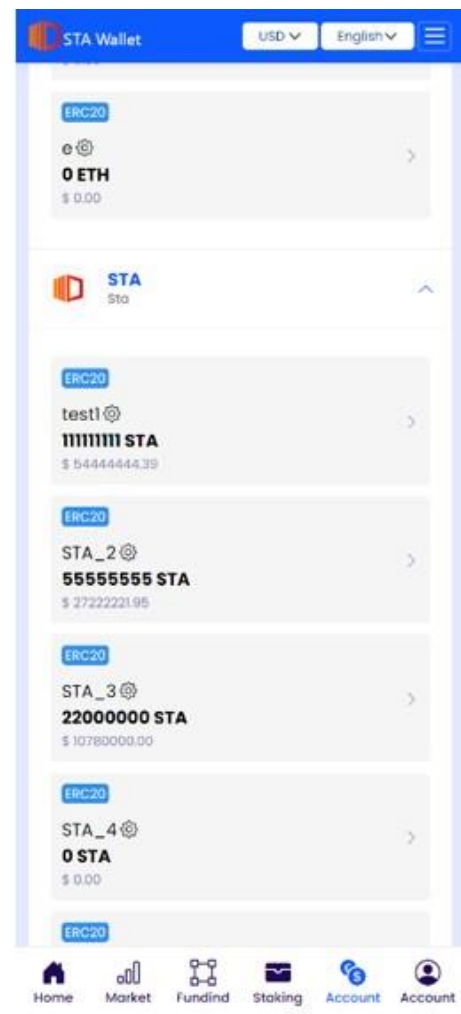 STA Wallet
USD
English
ERC20
e
0 ETH
$ 0.00
STA
Sta
ERC20
test1
111111111 STA
$ 54444444.39
ERC20
STA_2
55555555 STA
$ 27222221.95
ERC20
STA_3
22000000 STA
$ 10780000.00
ERC20
STA_4
0 STA
$ 0.00
ERC20
Home Market Fundind Staking Account Account